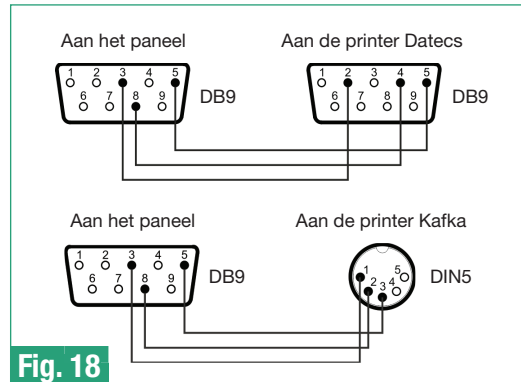 Aan het paneel Aan de printer Datecs
1 2 3 4 5 1 2 3 4 5
6 7 8 9 DB9 6 7 8 9 DB9
Aan het paneel Aan de printer Kafka
1 2 3 4 5 1 2 3 4 5
6 7 8 9 DB9 DIN5
Fig. 18